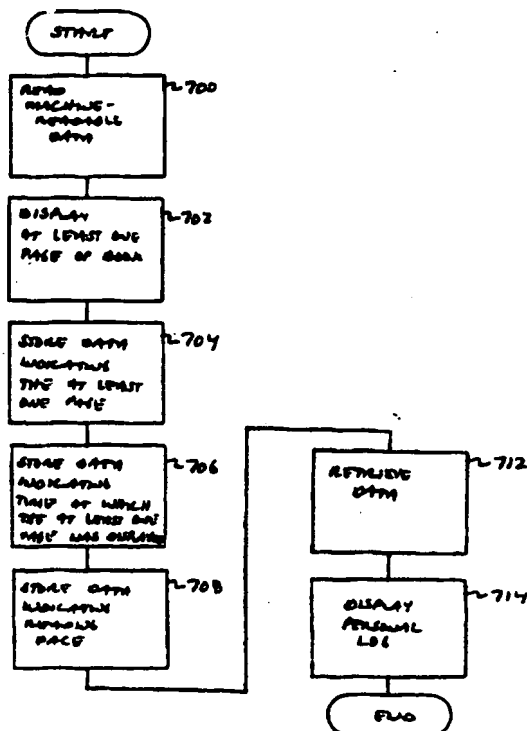 START
700
READ
MACHINE-
READABLE
DATA
702
DISPLAY
AT LEAST ONE
PAGE OF BOOK
704
STORE DATA
INDICATING
THE AT LEAST
ONE PAGE
706
STORE DATA
INDICATING
TIME AT WHICH
THE AT LEAST ONE
PAGE WAS DISPLAYED
708
STORE DATA
INDICATING
READING
PACE
712
RETRIEVE
DATA
714
DISPLAY
PERSONAL
LOG
END